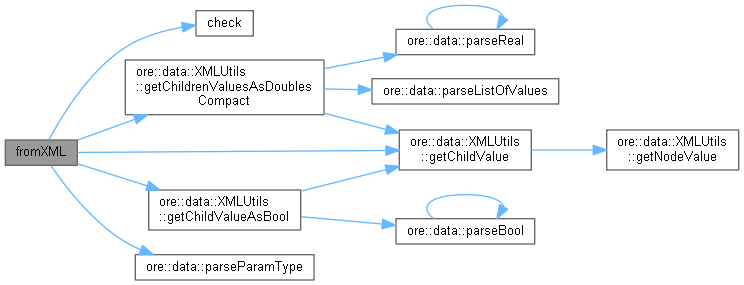 check
ore::data::parseReal
ore::data::XMLUtils
::getChildrenValuesAsDoubles
Compact
ore::data::parseListOfValues
fromXML
ore::data::XMLUtils
::getChildValue
ore::data::XMLUtils
::getNodeValue
ore::data::XMLUtils
::getChildValueAsBool
ore::data::parseBool
ore::data::parseParamType